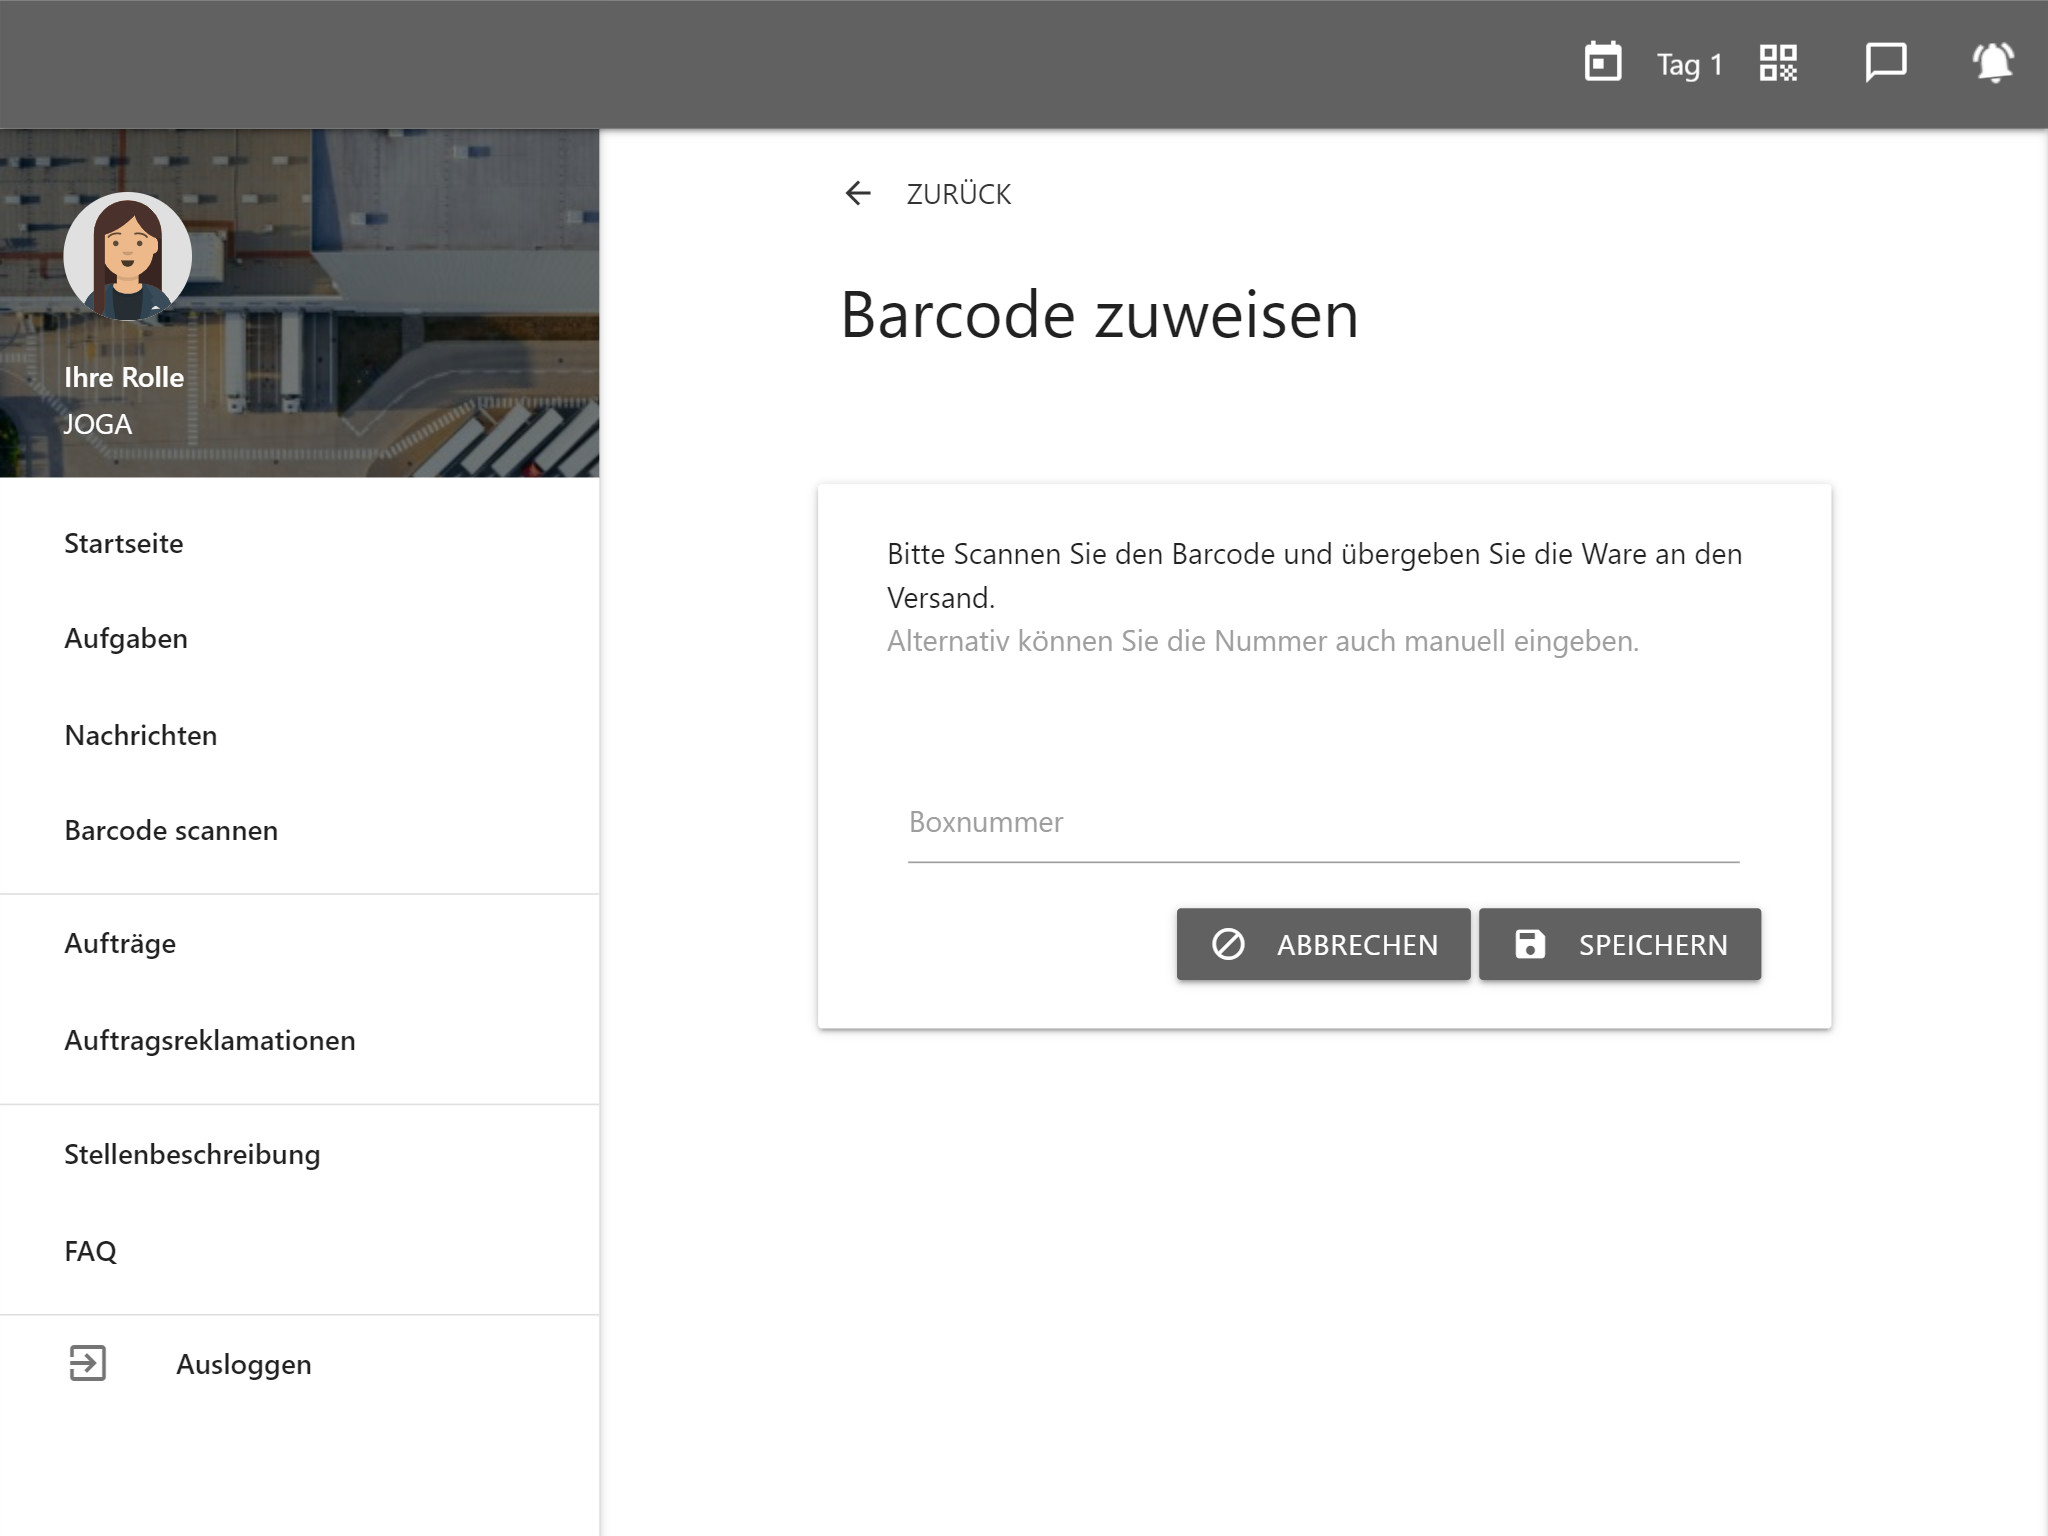 Tag 1
Ihre Rolle
JOGA
Startseite
Aufgaben
Nachrichten
Barcode scannen
Aufträge
Auftragsreklamationen
Stellenbeschreibung
FAQ
Ausloggen
ZURÜCK
Barcode zuweisen
Bitte Scannen Sie den Barcode und übergeben Sie die Ware an den
Versand.
Alternativ können Sie die Nummer auch manuell eingeben.
Boxnummer
ABBRECHEN
SPEICHERN